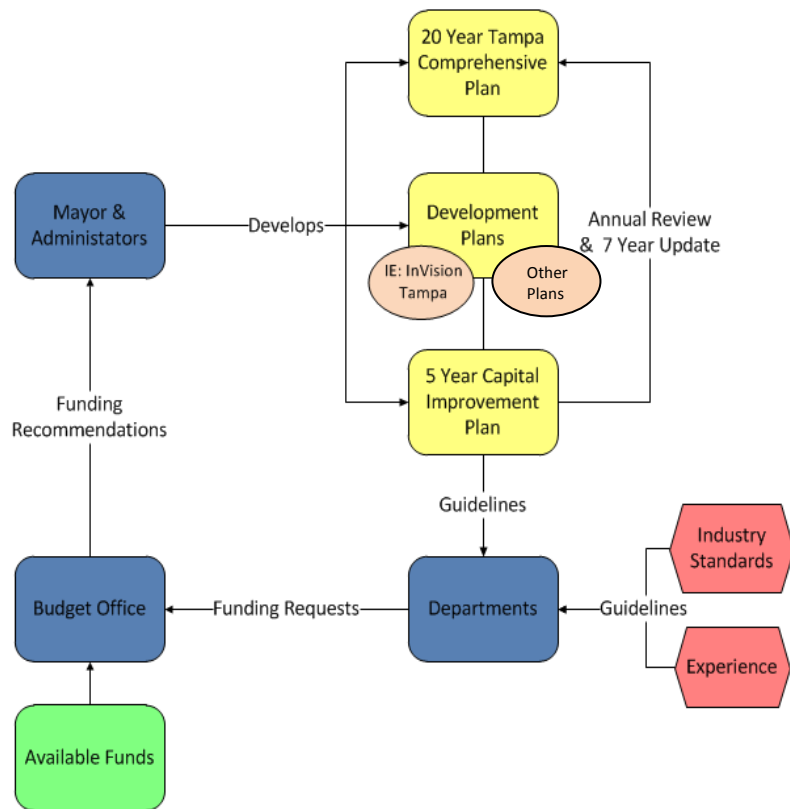 20 Year Tampa
Comprehensive
Plan
Mayor &
Administators
Develops
Development
Plans
Annual Review
& 7 Year Update
IE: InVision
Tampa
Other
Plans
5 Year Capital
Improvement
Plan
Funding
Recommendations
Guidelines
Industry
Standards
Budget Office
Funding Requests
Departments
Guidelines
Experience
Available Funds